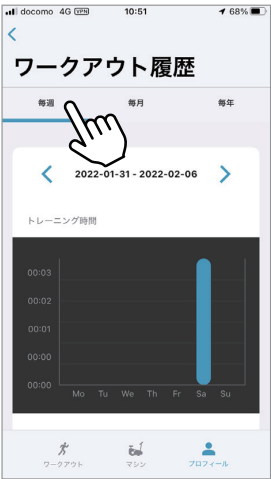 docomo 4G VPN 10:51 68%
ワークアウト履歴
毎週 毎月 毎年
2022-01-31 - 2022-02-06
トレーニング時間
00:03
00:02
00:01
00:00
00:00
Mo Tu We Th Fr Sa Su
ワークアウト マシン プロフィール